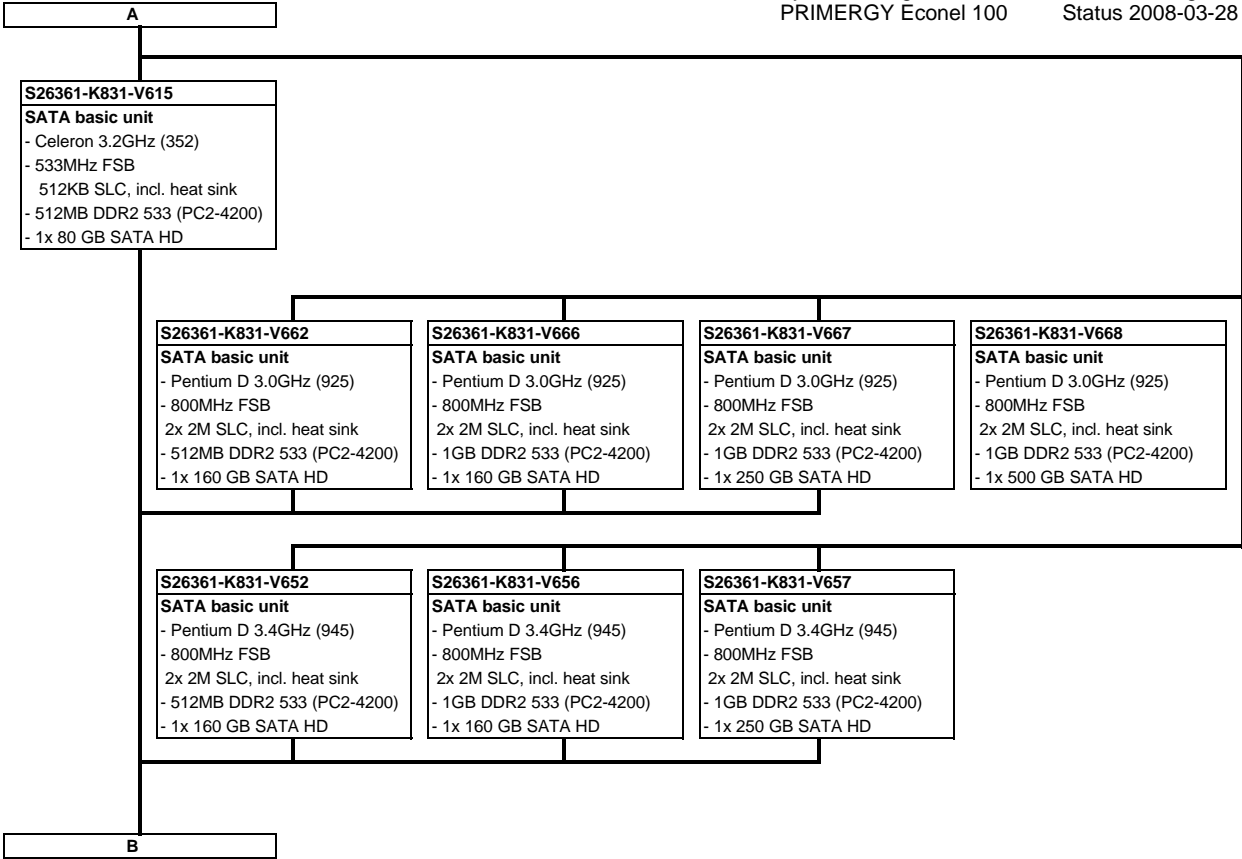 PRIMERGY Econel 100 Status 2008-03-28
A
S26361-K831-V615
SATA basic unit
- Celeron 3.2GHz (352)
- 533MHz FSB
512KB SLC, incl. heat sink
- 512MB DDR2 533 (PC2-4200)
- 1x 80 GB SATA HD
S26361-K831-V662
SATA basic unit
- Pentium D 3.0GHz (925)
- 800MHz FSB
2x 2M SLC, incl. heat sink
- 512MB DDR2 533 (PC2-4200)
- 1x 160 GB SATA HD
S26361-K831-V666
SATA basic unit
- Pentium D 3.0GHz (925)
- 800MHz FSB
2x 2M SLC, incl. heat sink
- 1GB DDR2 533 (PC2-4200)
- 1x 160 GB SATA HD
S26361-K831-V667
SATA basic unit
- Pentium D 3.0GHz (925)
- 800MHz FSB
2x 2M SLC, incl. heat sink
- 1GB DDR2 533 (PC2-4200)
- 1x 250 GB SATA HD
S26361-K831-V668
SATA basic unit
- Pentium D 3.0GHz (925)
- 800MHz FSB
2x 2M SLC, incl. heat sink
- 1GB DDR2 533 (PC2-4200)
- 1x 500 GB SATA HD
S26361-K831-V652
SATA basic unit
- Pentium D 3.4GHz (945)
- 800MHz FSB
2x 2M SLC, incl. heat sink
- 512MB DDR2 533 (PC2-4200)
- 1x 160 GB SATA HD
S26361-K831-V656
SATA basic unit
- Pentium D 3.4GHz (945)
- 800MHz FSB
2x 2M SLC, incl. heat sink
- 1GB DDR2 533 (PC2-4200)
- 1x 160 GB SATA HD
S26361-K831-V657
SATA basic unit
- Pentium D 3.4GHz (945)
- 800MHz FSB
2x 2M SLC, incl. heat sink
- 1GB DDR2 533 (PC2-4200)
- 1x 250 GB SATA HD
B